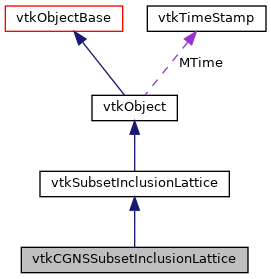 vtkObjectBase
vtkTimeStamp
MTime
vtkObject
vtkSubsetInclusionLattice
vtkCGNSSubsetInclusionLattice